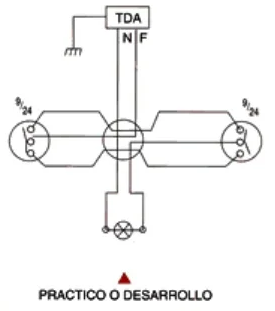 TDA
N F
9/24
9/24
PRACTICO O DESARROLLO